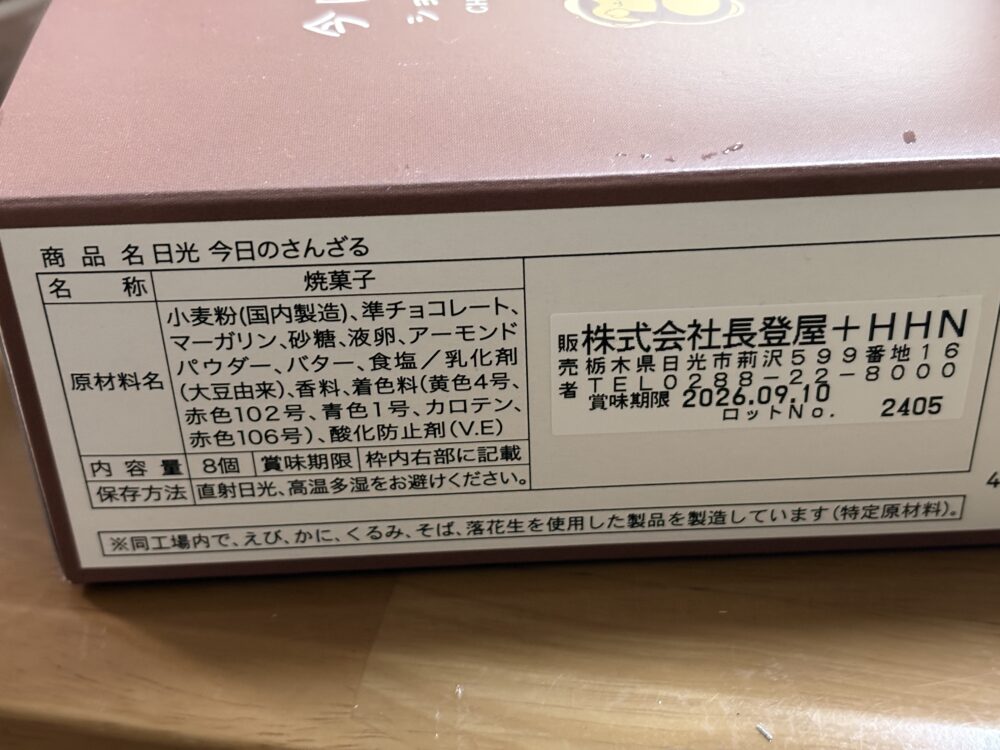 今日
ショ
CH
商品名 日光 今日のさんざる
名称 焼菓子
原材料名
小麦粉(国内製造)、準チョコレート、
マーガリン、砂糖、液卵、アーモンド
パウダー、バター、食塩／乳化剤
(大豆由来)、香料、着色料(黄色4号、
赤色102号、青色1号、カロテン、
赤色106号)、酸化防止剤(V.E)
内容量 8個 賞味期限 枠内右部に記載
保存方法 直射日光、高温多湿をお避けください。
販売者
株式会社長登屋＋HHN
栃木県日光市荊沢599番地16
TEL0288-22-8000
賞味期限 2026.09.10
ロットNo. 2405
※同工場内で、えび、かに、くるみ、そば、落花生を使用した製品を製造しています(特定原材料)。
4